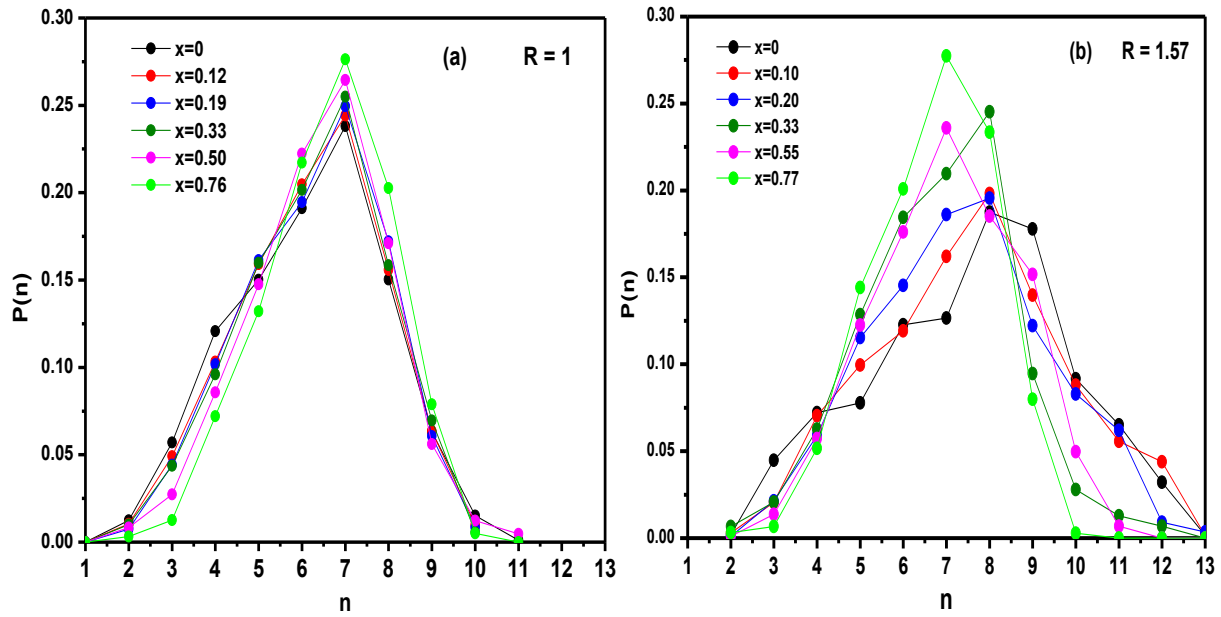 0.30
0.25
0.20
0.15
0.10
0.05
0.00
P(n)
x=0
x=0.12
x=0.19
x=0.33
x=0.50
x=0.76
(a) R = 1
1 2 3 4 5 6 7 8 9 10 11 12 13
n
0.30
0.25
0.20
0.15
0.10
0.05
0.00
P(n)
x=0
x=0.10
x=0.20
x=0.33
x=0.55
x=0.77
(b) R = 1.57
1 2 3 4 5 6 7 8 9 10 11 12 13
n